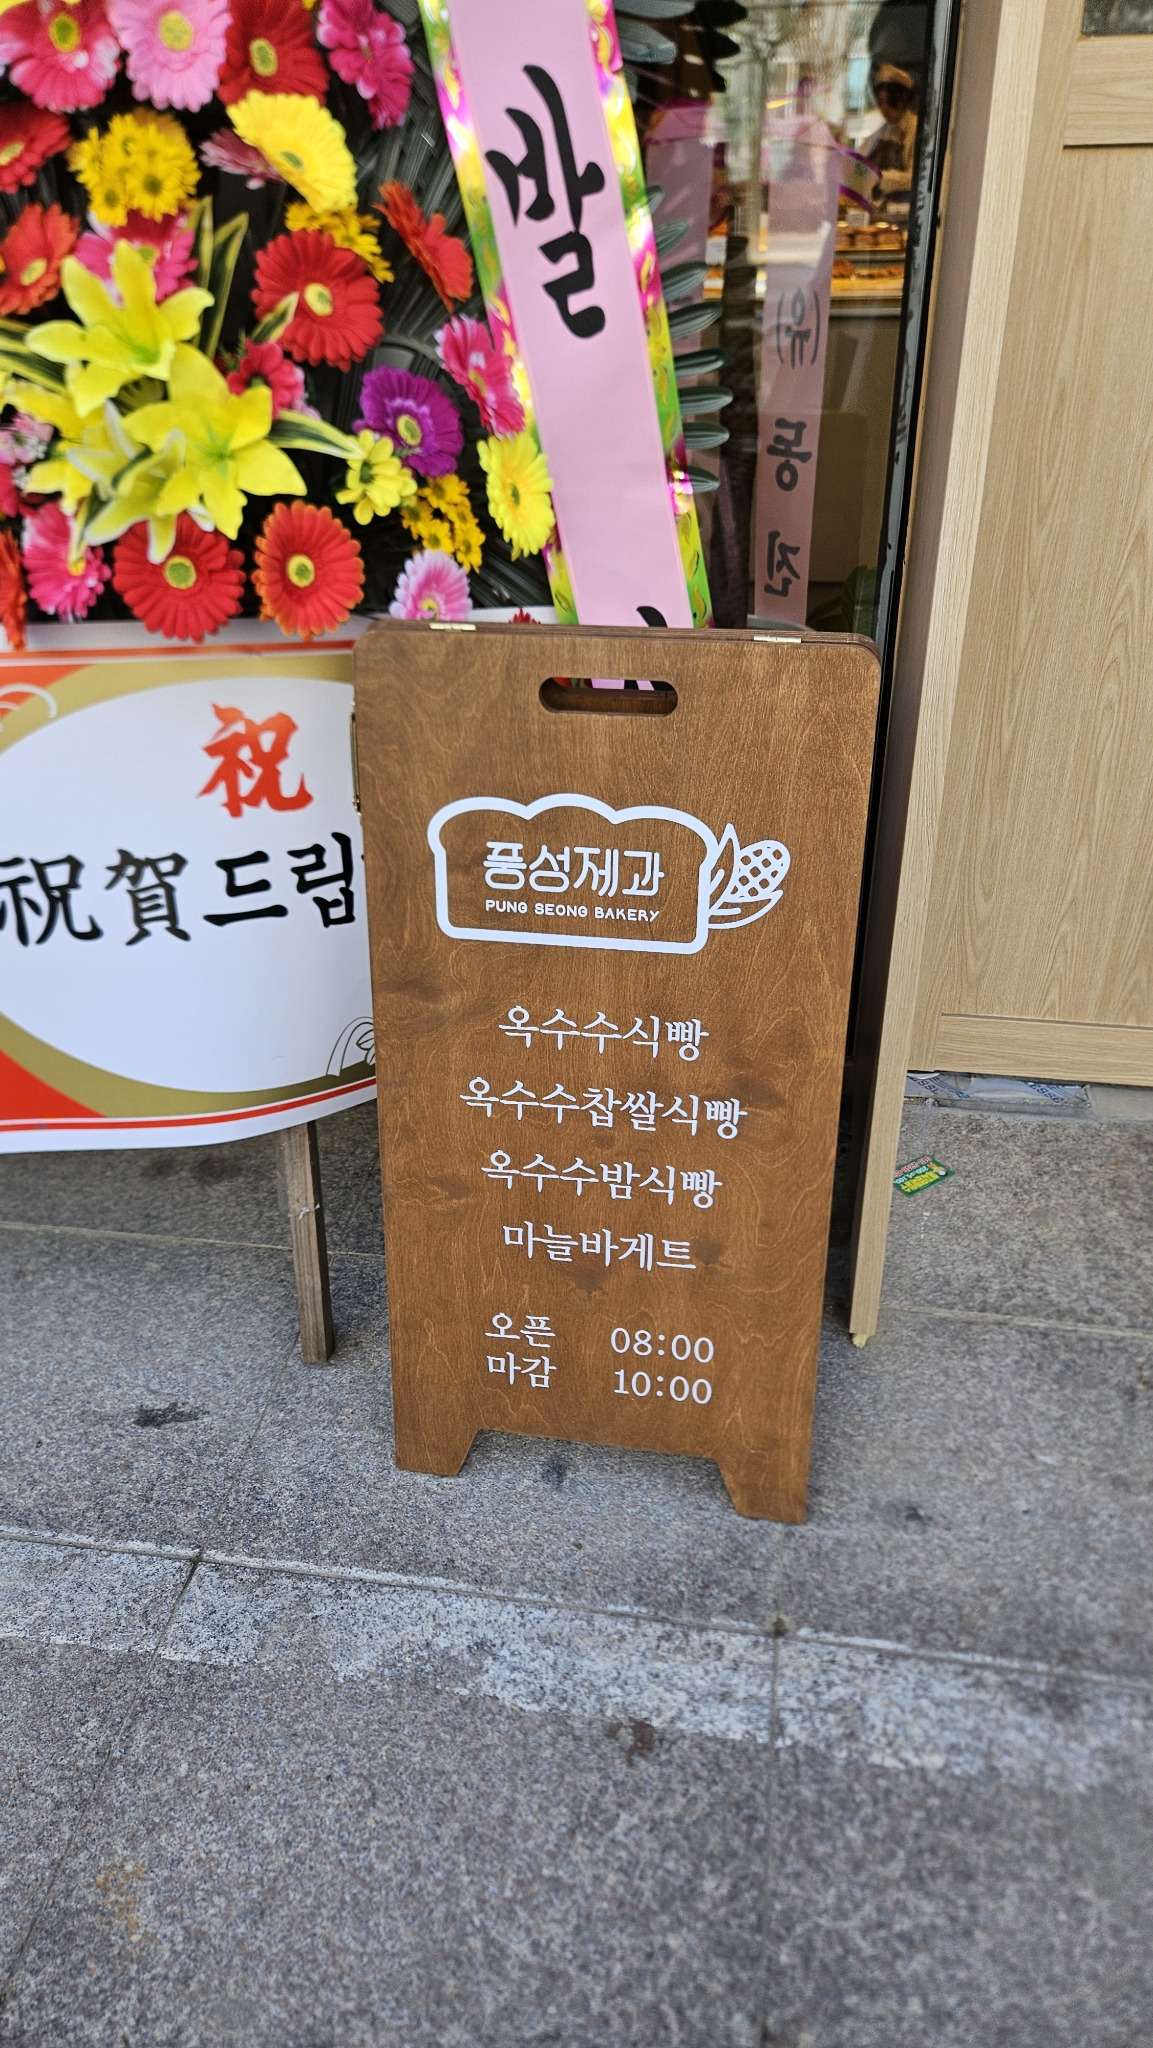 발
祝
祝賀드립
풍성제과
PUNG SEONG BAKERY
옥수수식빵
옥수수찹쌀식빵
옥수수밤식빵
마늘바게트
오픈 08:00
마감 10:00